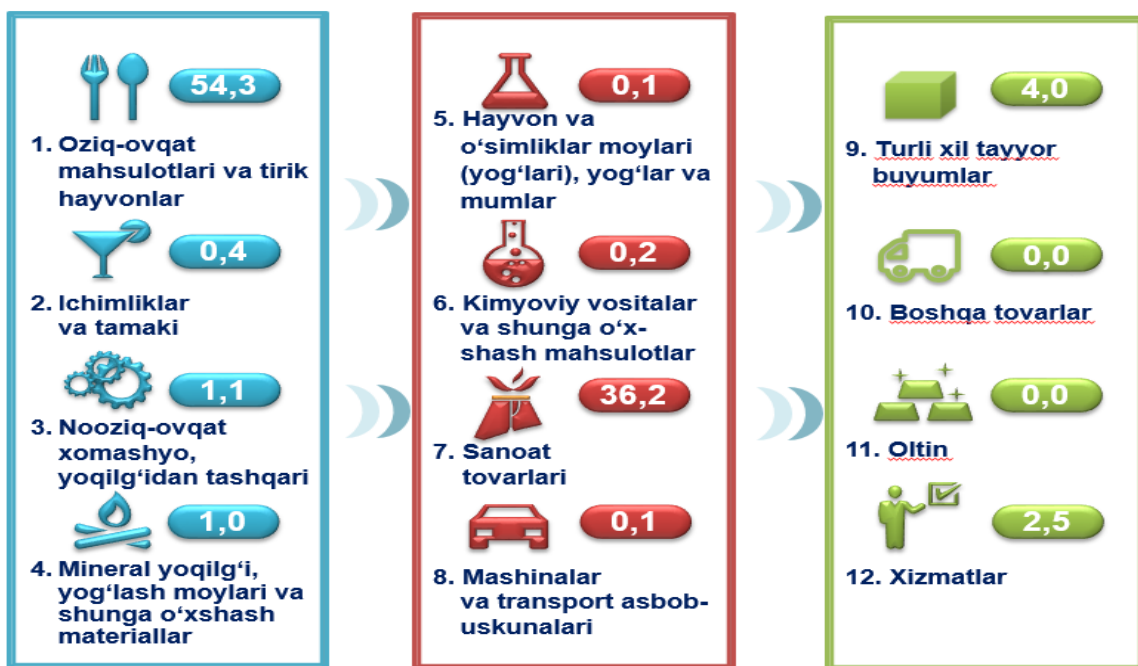 54,3
1. Oziq-ovqat
mahsulotlari va tirik
hayvonlar
0,4
2. Ichimliklar
va tamaki
1,1
3. Nooziq-ovqat
xomashyo,
yoqilg‘idan tashqari
1,0
4. Mineral yoqilg‘i,
yog‘lash moylari va
shunga o‘xshash
materiallar
0,1
5. Hayvon va
o‘simliklar moylari
(yog‘lari), yog‘lar va
mumlar
0,2
6. Kimyoviy vositalar
va shunga o‘x-
shash mahsulotlar
36,2
7. Sanoat
tovarlari
0,1
8. Mashinalar
va transport asbob-
uskunalari
4,0
9. Turli xil tayyor
buyumlar
0,0
10. Boshqa tovarlar
0,0
11. Oltin
2,5
12. Xizmatlar